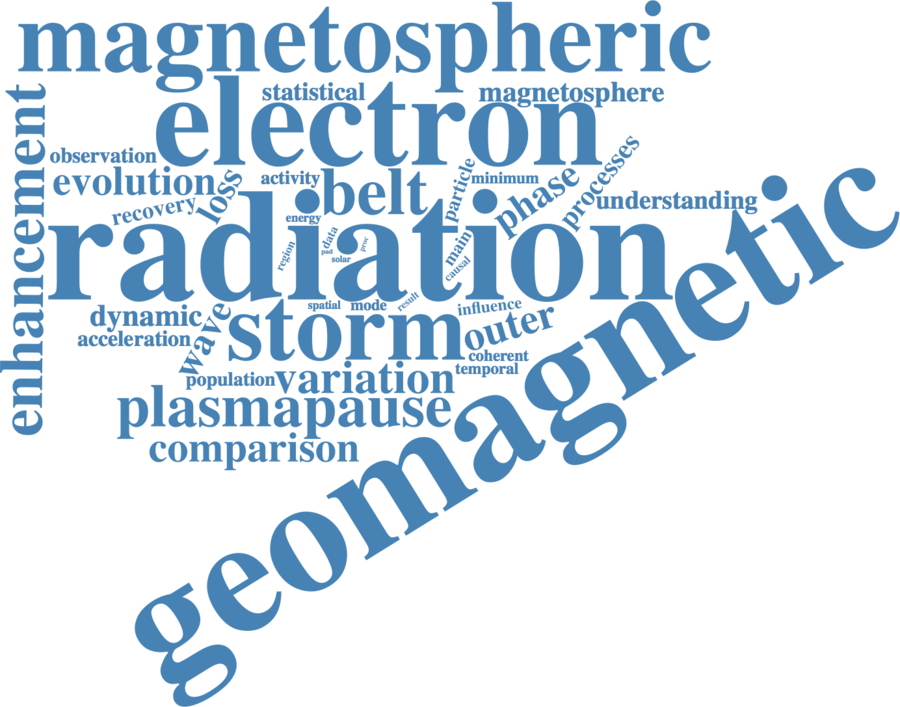 magnetospheric
statistical
magnetosphere
electron
enhancement
observation
evolution
loss
activity
belt
particle
minimum
phase
processes
understanding
recovery
energy
data
pad
solar
proc
region
main
causal
radiation
geomagnetic
spatial
mode
result
influence
dynamic
acceleration
wave
storm
outer
coherent
temporal
population
variation
plasmapause
comparison